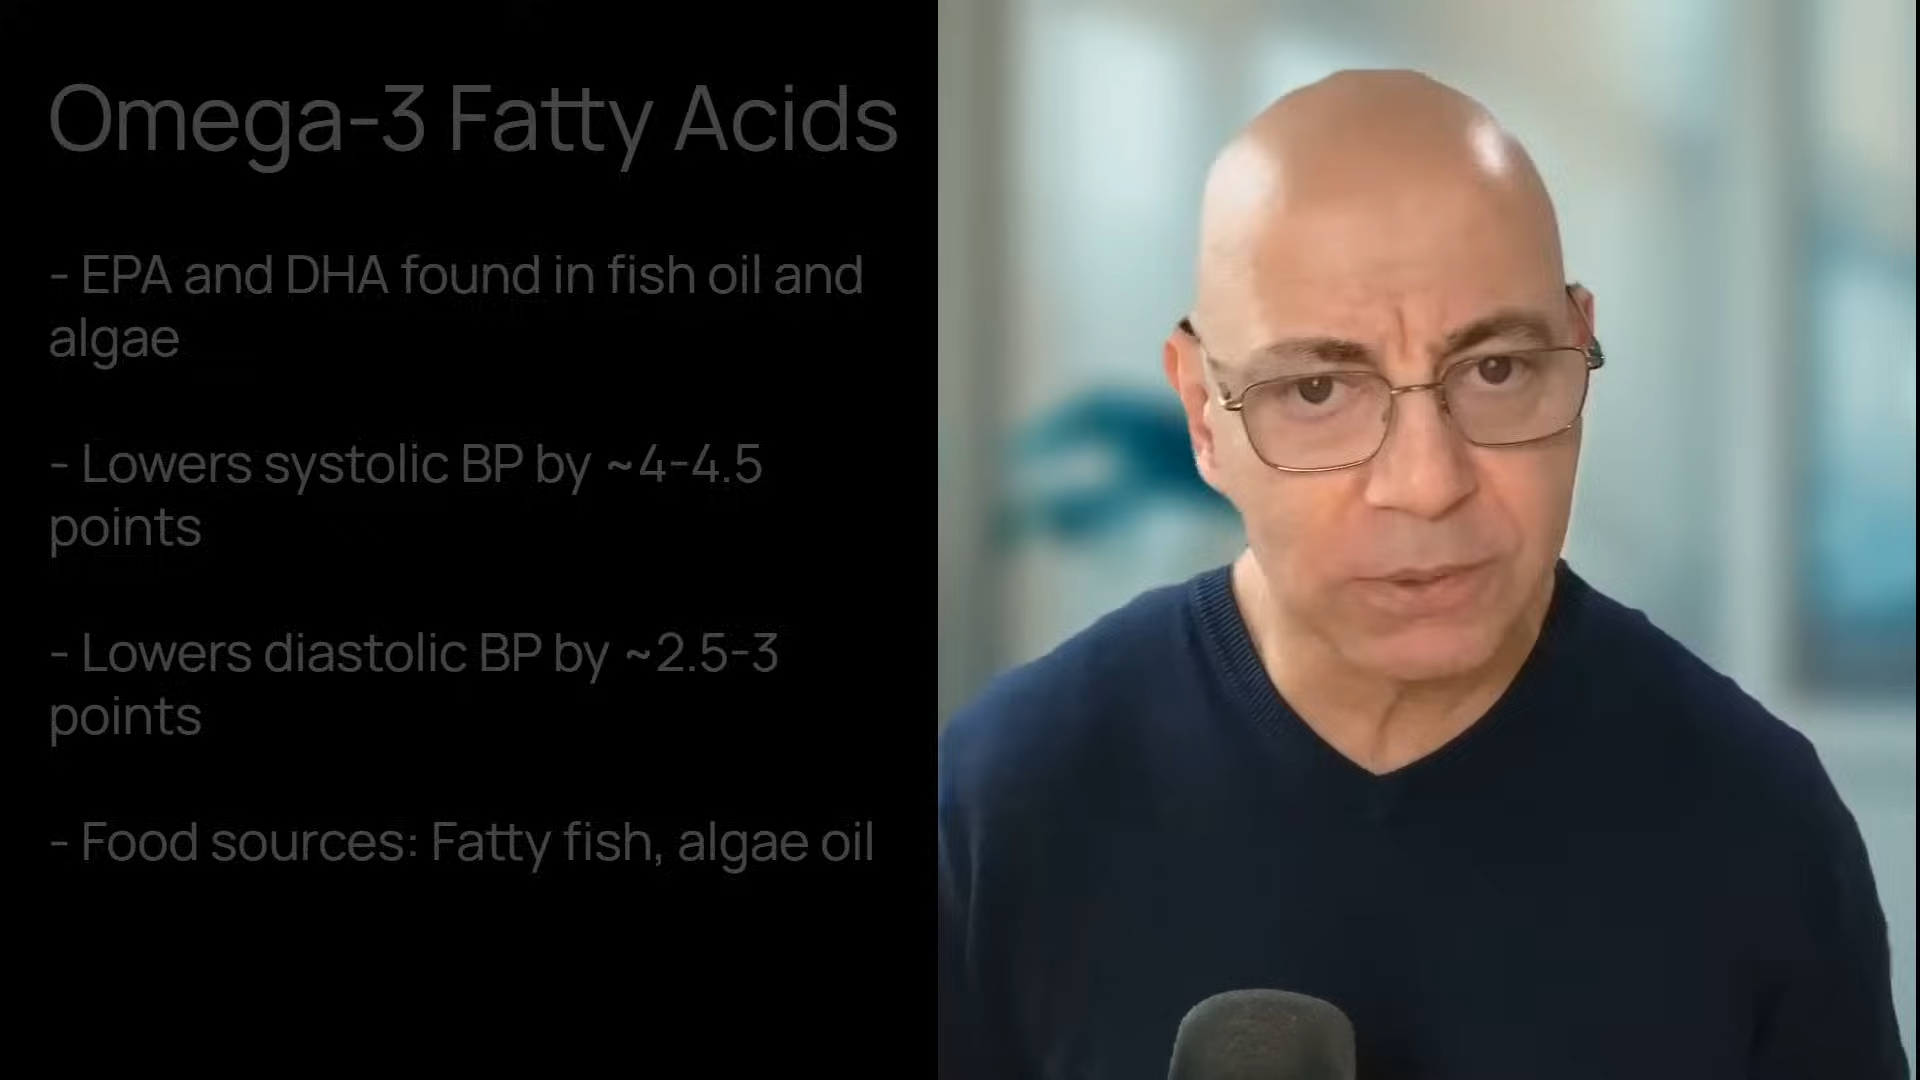 Omega-3 Fatty Acids
- EPA and DHA found in fish oil and
algae
- Lowers systolic BP by ~4-4.5
points
- Lowers diastolic BP by ~2.5-3
points
- Food sources: Fatty fish, algae oil